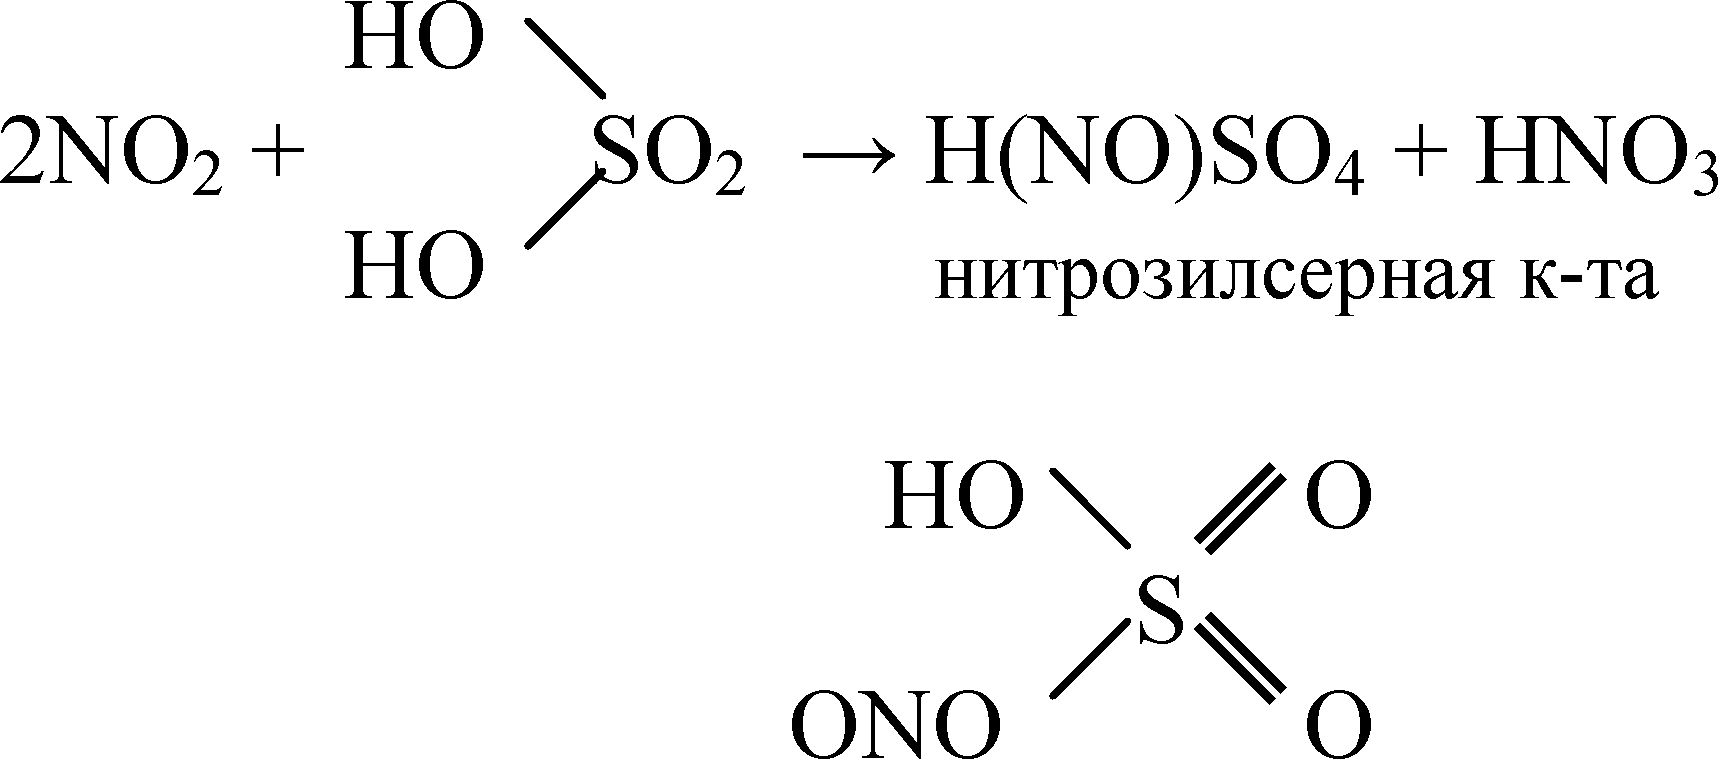 HO
2NO₂ + SO₂ → H(NO)SO₄ + HNO₃
HO
нитрозилсерная к-та
HO O
S
ONO O